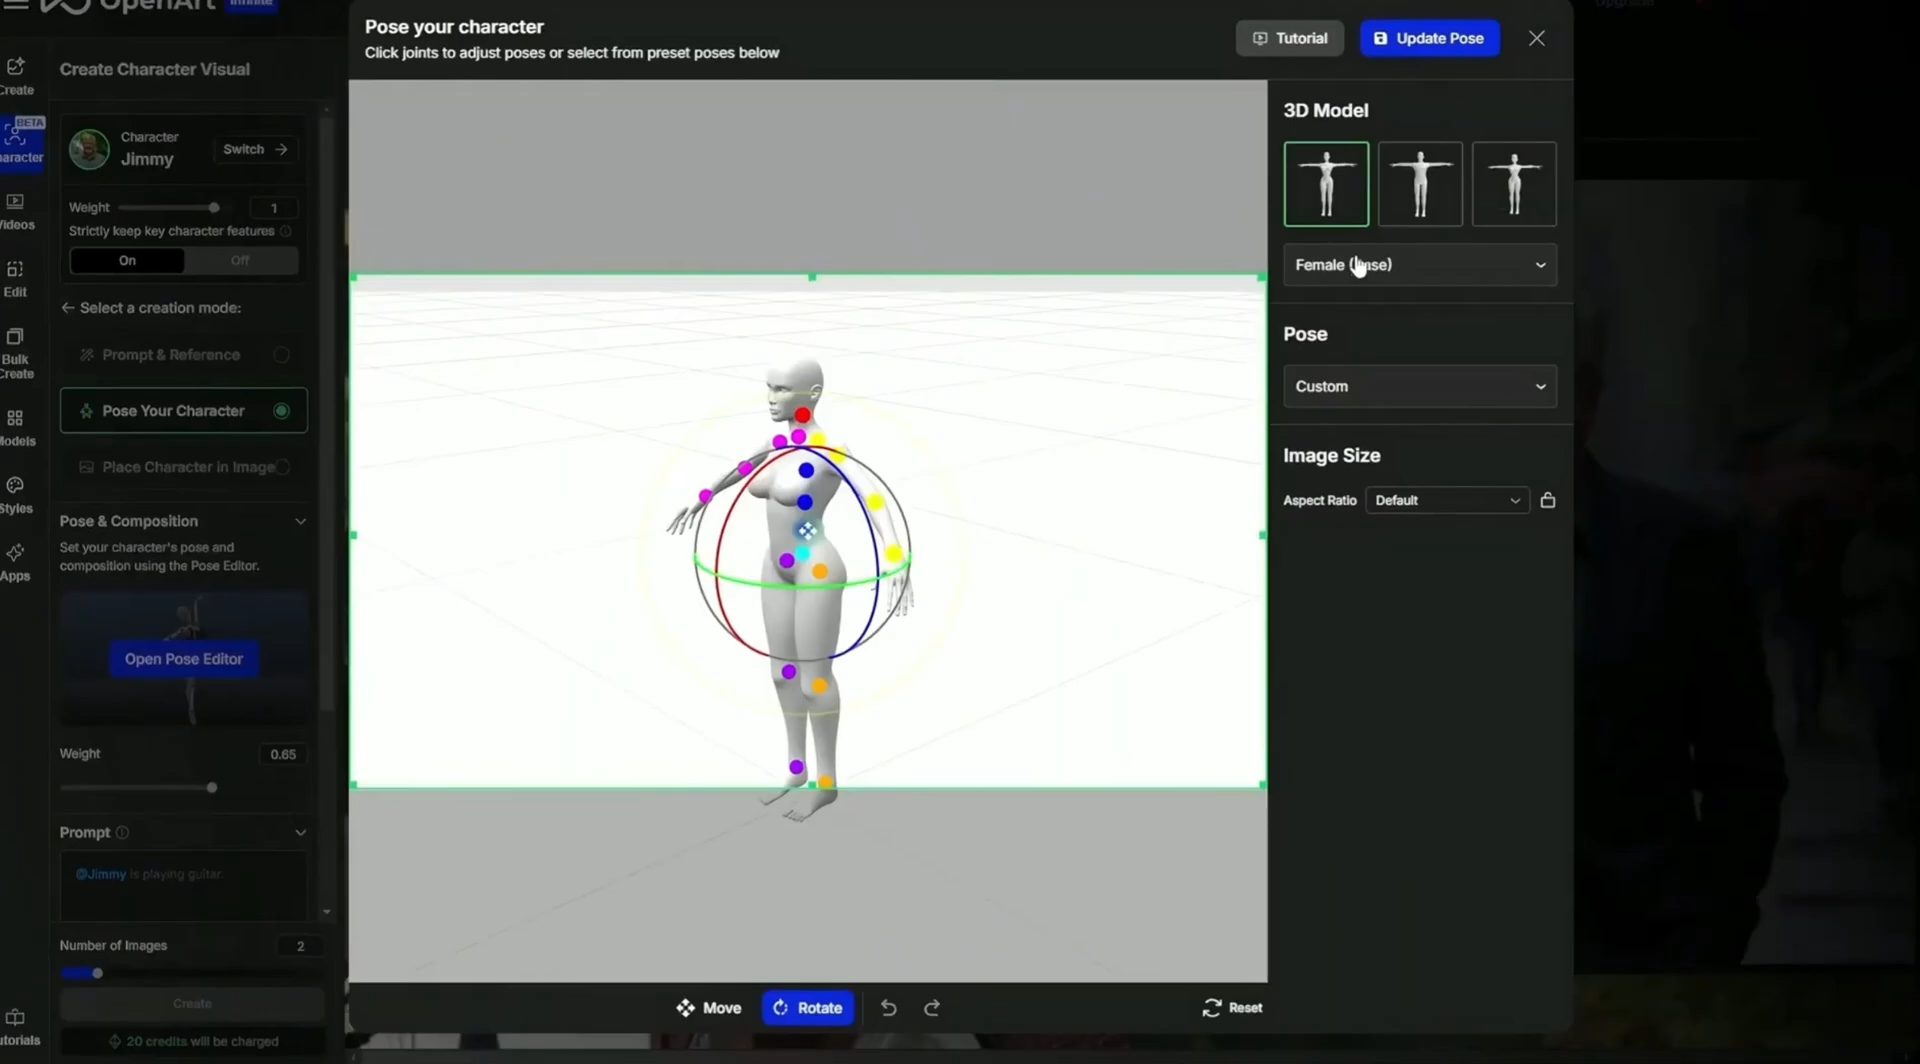 OpenArt
Infinite
Upgrade
Create
BETA
Videos
Edit
Bulk
Create
Styles
Apps
Create Character Visual
Character
Jimmy
Switch
Weight
1
Strictly keep key character features
On
Off
Select a creation mode:
Prompt & Reference
Pose Your Character
Place Character in Image
Pose & Composition
Set your character's pose and
composition using the Pose Editor.
Open Pose Editor
Weight
0.65
Prompt
@Jimmy is playing guitar.
Number of Images
2
Create
20 credits will be charged
Pose your character
Click joints to adjust poses or select from preset poses below
Tutorial
Update Pose
3D Model
Female
Pose
Custom
Image Size
Aspect Ratio
Default
Move
Rotate
Reset